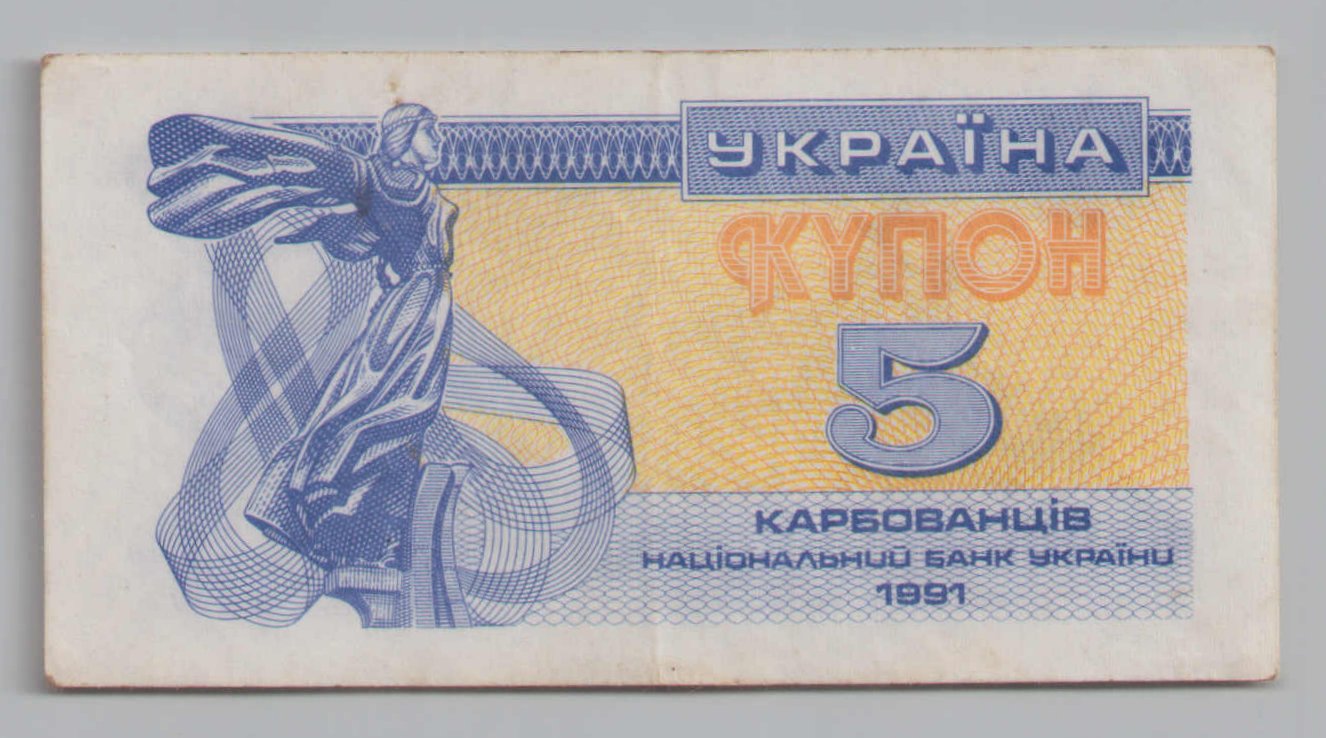 УКРАЇНА
КУПОН
5
КАРБОВАНЦІВ
НАЦІОНАЛЬНИЙ БАНК УКРАЇНИ
1991